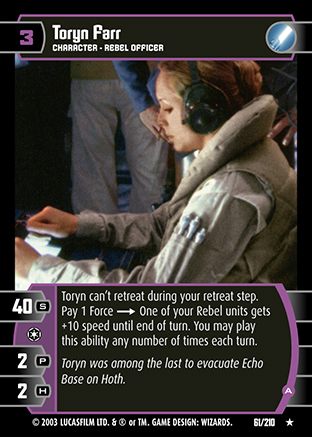 3
Toryn Farr
CHARACTER - REBEL OFFICER
40 S
2 P
2 H
Toryn can't retreat during your retreat step.
Pay 1 Force → One of your Rebel units gets
+10 speed until end of turn. You may play
this ability any number of times each turn.
Toryn was among the last to evacuate Echo
Base on Hoth.
A
© 2003 LUCASFILM LTD. & ® or TM. GAME DESIGN: WIZARDS.
61/210